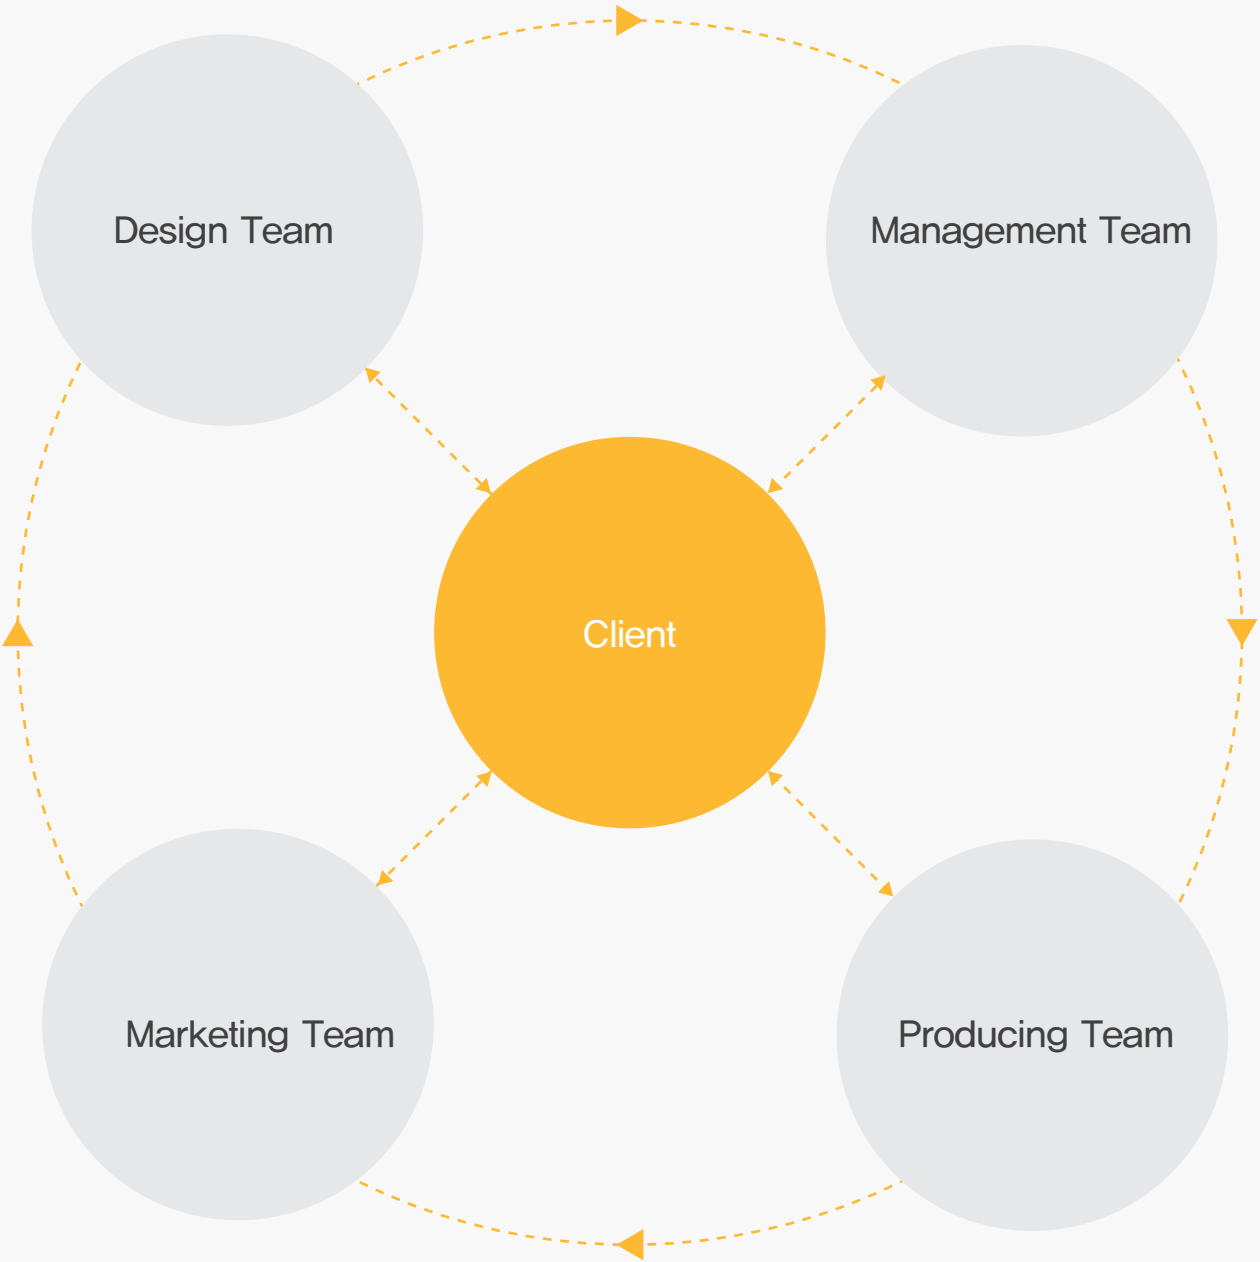 Design Team
Management Team
Client
Marketing Team
Producing Team